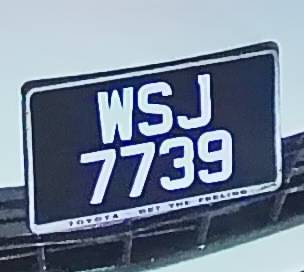 WSJ
7739
TOYOTA GET THE FEELING